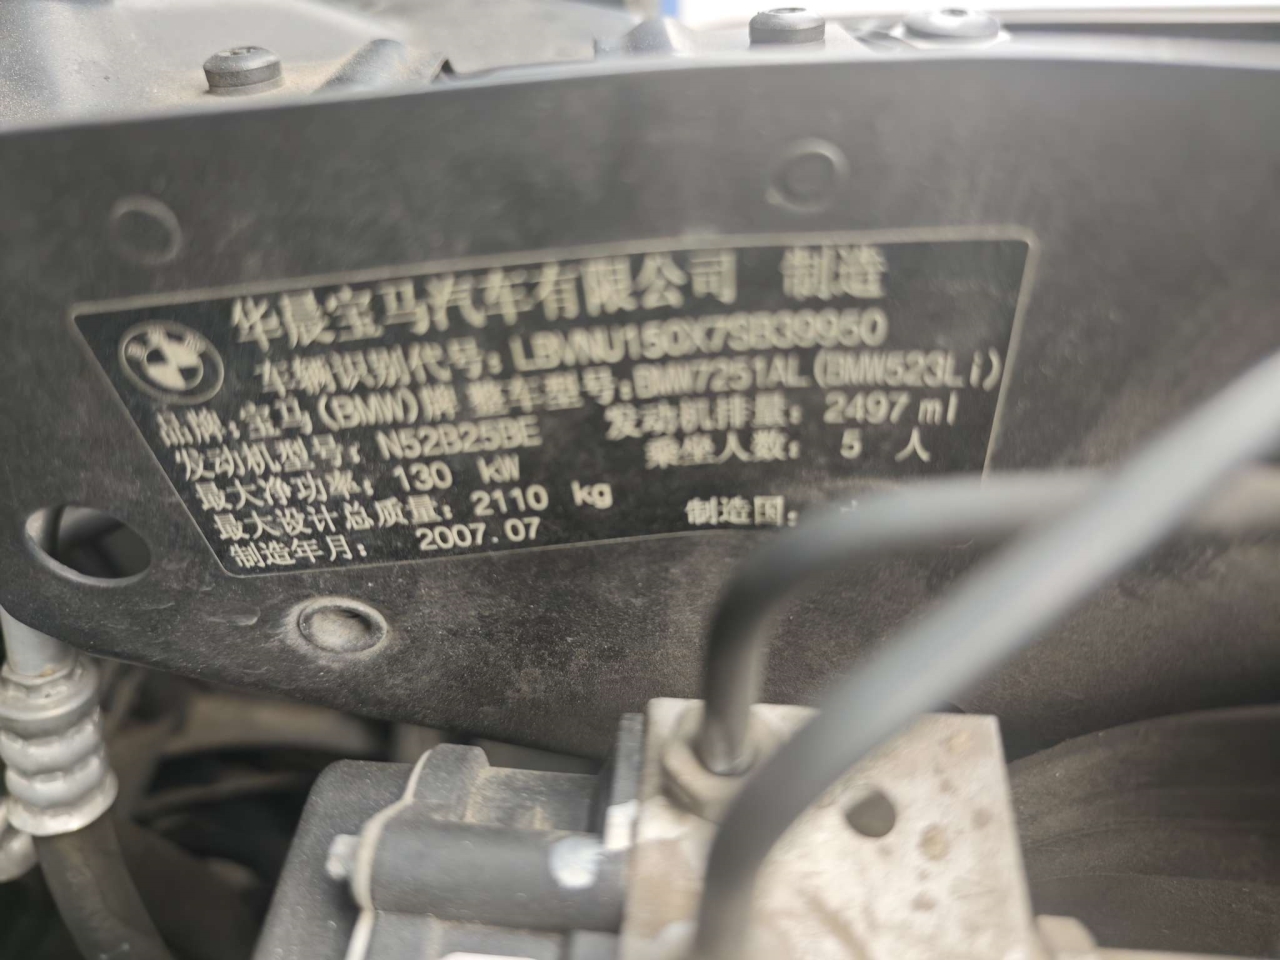 华晨宝马汽车有限公司 制造
车辆识别代号: LBVNU150X7SB39950
品牌: 宝马(BMW)牌 整车型号: BMW7251AL(BMW523Li)
发动机型号: N52B25BE 发动机排量: 2497 ml
最大净功率: 130 kW 乘坐人数: 5 人
最大设计总质量: 2110 kg
制造年月: 2007.07 制造国: